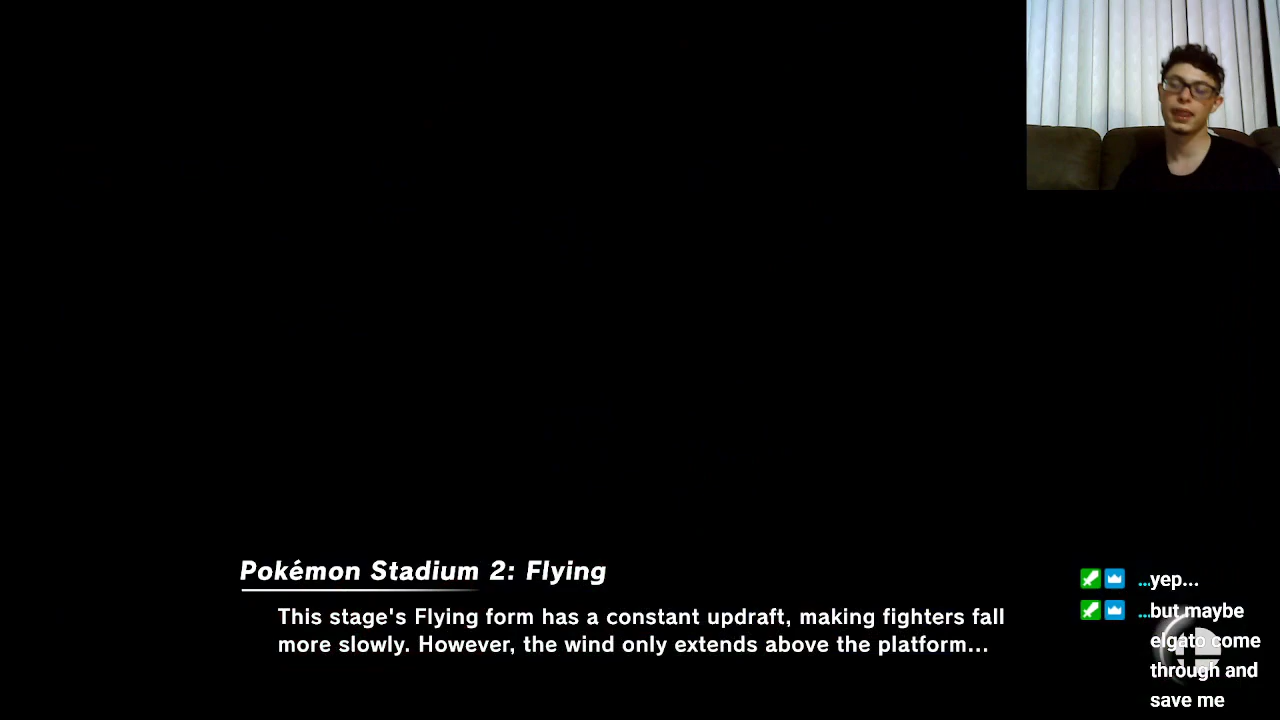 Pokémon Stadium 2: Flying
This stage's Flying form has a constant updraft, making fighters fall
more slowly. However, the wind only extends above the platform...
...yep...
...but maybe
elgato come
through and
save me